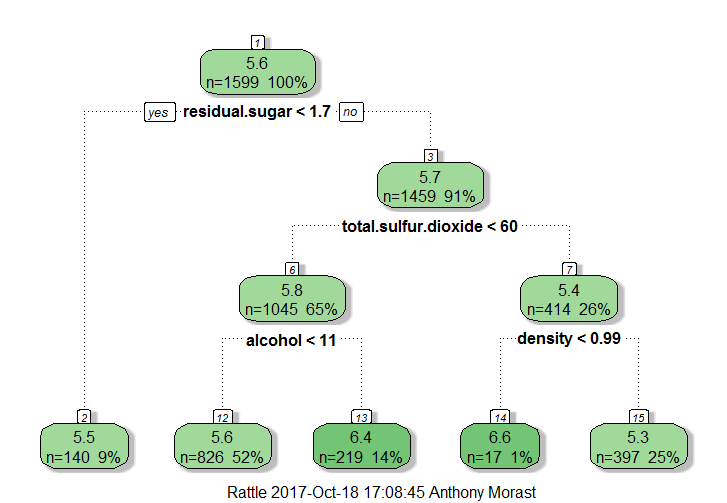 1
5.6
n=1599 100%
yes residual.sugar < 1.7 no
3
5.7
n=1459 91%
total.sulfur.dioxide < 60
6 7
5.8 5.4
n=1045 65% n=414 26%
alcohol < 11 density < 0.99
2 12 13 14 15
5.5 5.6 6.4 6.6 5.3
n=140 9% n=826 52% n=219 14% n=17 1% n=397 25%
Rattle 2017-Oct-18 17:08:45 Anthony Morast